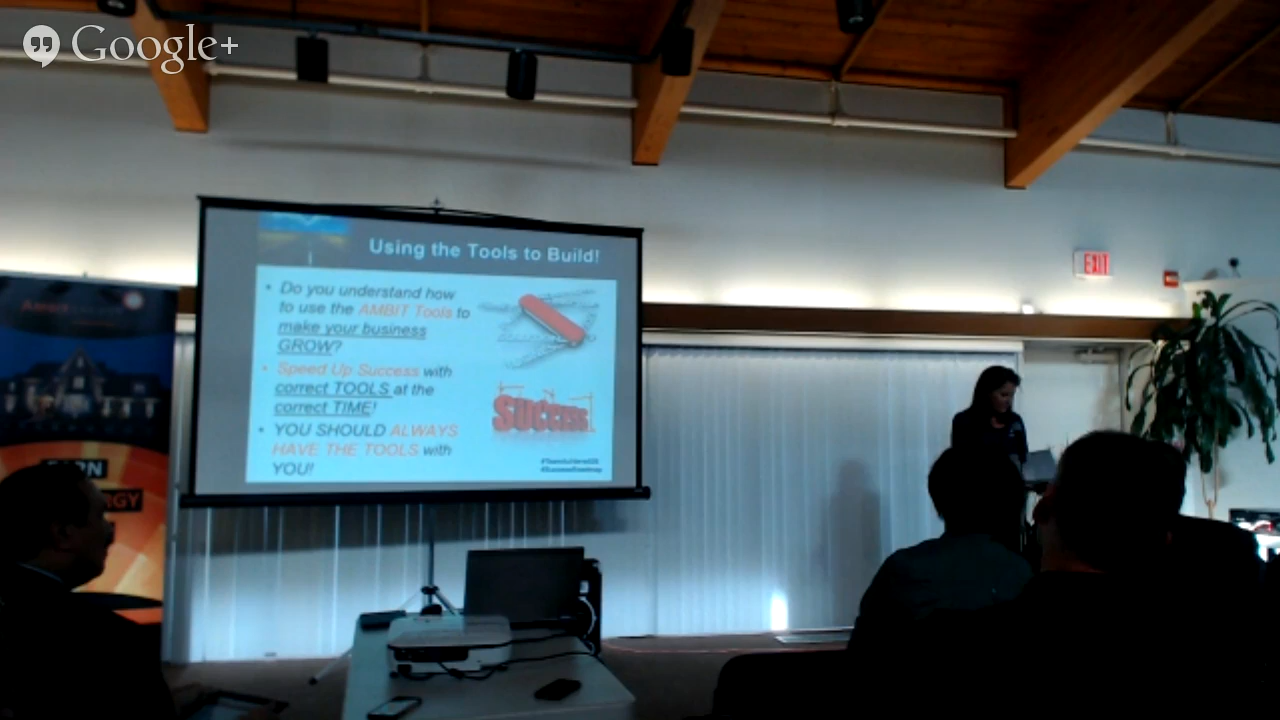 Google+
Using the Tools to Build!
• Do you understand how
to use the AMBIT Tools to
make your business
GROW?
• Speed Up Success with
correct TOOLS at the
correct TIME!
• YOU SHOULD ALWAYS
HAVE THE TOOLS with
YOU!
SUCCESS
EXIT
Ambit